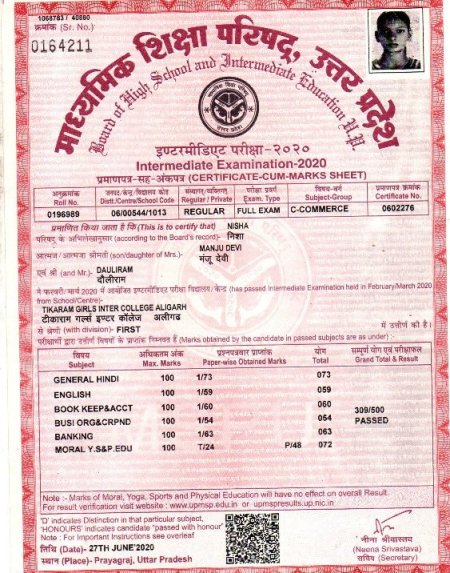 1068783 / 40880
क्रमांक (Sr. No.)
0164211
माध्यमिक शिक्षा परिषद, उत्तर प्रदेश
Board of High School and Intermediate Education U.P.
इण्टरमीडिएट परीक्षा-२०२०
Intermediate Examination-2020
प्रमाणपत्र-सह-अंकपत्र (CERTIFICATE-CUM-MARKS SHEET)
अनुक्रमांक जनपद/केन्द्र/विद्यालय कोड संस्थागत/व्यक्तिगत परीक्षा प्रकार विषय-वर्ग प्रमाणपत्र क्रमांक
Roll No. Distt./Centre/School Code Regular / Private Exam. Type Subject-Group Certificate No.
0196989 06/00544/1013 REGULAR FULL EXAM C-COMMERCE 0602276
प्रमाणित किया जाता है कि (This is to certify that) NISHA
परिषद् के अभिलेखानुसार (according to the Board's record)- निशा
MANJU DEVI
आत्मज/आत्मजा श्रीमती (son/daughter of Mrs.)- मंजू देवी
एवं श्री (and Mr.)- DAULIRAM
दौलीराम
ने फरवरी/मार्च 2020 में आयोजित इण्टरमीडिएट परीक्षा विद्यालय/केन्द्र (has passed Intermediate Examination held in February/March 2020
from School/Centre)-
TIKARAM GIRLS INTER COLLEGE ALIGARH
टीकाराम गर्ल्स इण्टर कॉलेज अलीगढ
से श्रेणी (with division)- FIRST में उत्तीर्ण की है।
परीक्षार्थी द्वारा उत्तीर्ण विषयों के प्राप्तांक निम्नवत हैं (Marks obtained by the candidate in passed subjects are as under):-
विषय अधिकतम अंक प्रश्नपत्रवार प्राप्तांक योग सम्पूर्ण योग एवं परीक्षाफल
Subject Max. Marks Paper-wise Obtained Marks Total Grand Total & Result
GENERAL HINDI 100 1/73 073
ENGLISH 100 1/59 059
BOOK KEEP&ACCT 100 1/60 060 309/500
BUSI ORG&CRPND 100 1/54 054 PASSED
BANKING 100 1/63 063
MORAL Y.S&P.EDU 100 T/24 P/48 072
Note :- Marks of Moral, Yoga, Sports and Physical Education will have no effect on overall Result.
For result verification visit website : www.upmsp.edu.in or upmspresults.up.nic.in
'D' indicates Distinction in that particular subject,
'HONOURS' indicates candidate "passed with honour"
Note: For Important Instructions see overleaf
तिथि (Date)- 27TH JUNE'2020
स्थान (Place)- Prayagraj, Uttar Pradesh
नीना श्रीवास्तव
(Neena Srivastava)
सचिव (Secretary)